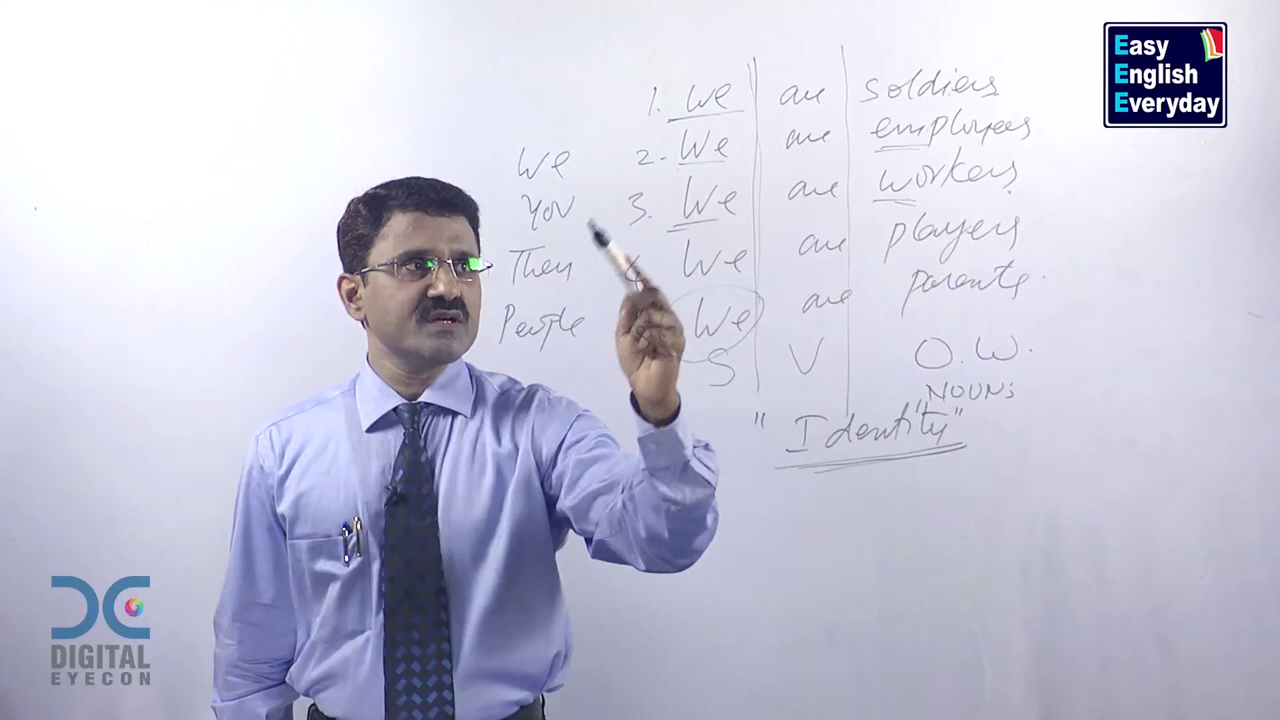 Easy
English
Everyday
1. We are soldiers
2. We are employees
3. We are workers
We are players
We are parents.
S V O.W.
NOUNS
"Identity"
We
YOU
They
People
DIGITAL
EYECON